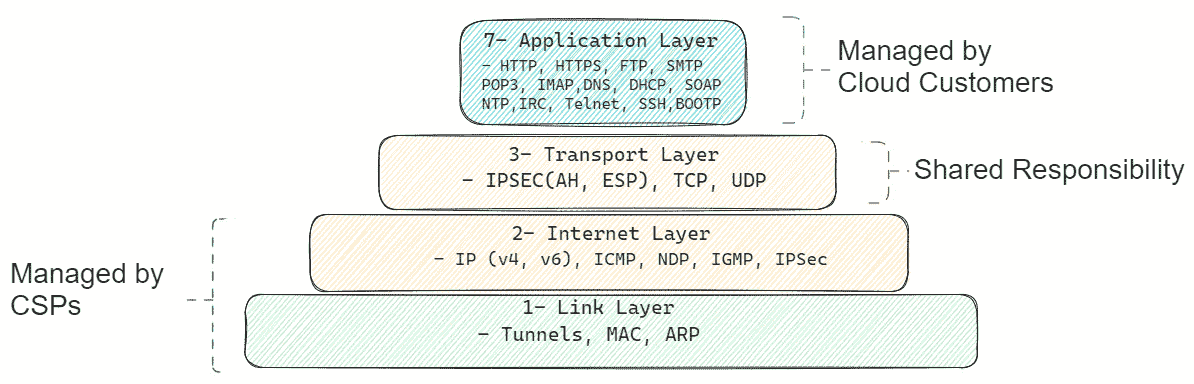 7- Application Layer
- HTTP, HTTPS, FTP, SMTP
POP3, IMAP,DNS, DHCP, SOAP
NTP,IRC, Telnet, SSH,BOOTP
Managed by
Cloud Customers
3- Transport Layer
- IPSEC(AH, ESP), TCP, UDP
Shared Responsibility
2- Internet Layer
- IP (v4, v6), ICMP, NDP, IGMP, IPSec
Managed by
CSPs
1- Link Layer
- Tunnels, MAC, ARP